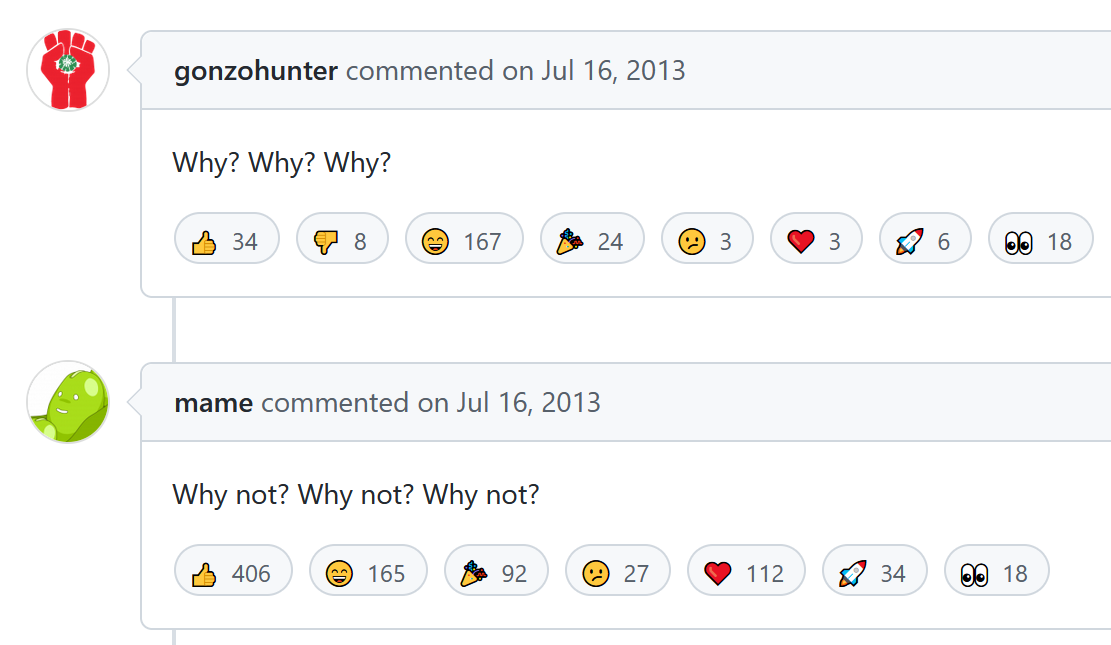 gonzohunter commented on Jul 16, 2013
Why? Why? Why?
👍 34 👎 8 😄 167 🎉 24 😕 3 ❤️ 3 🚀 6 👀 18
mame commented on Jul 16, 2013
Why not? Why not? Why not?
👍 406 😄 165 🎉 92 😕 27 ❤️ 112 🚀 34 👀 18